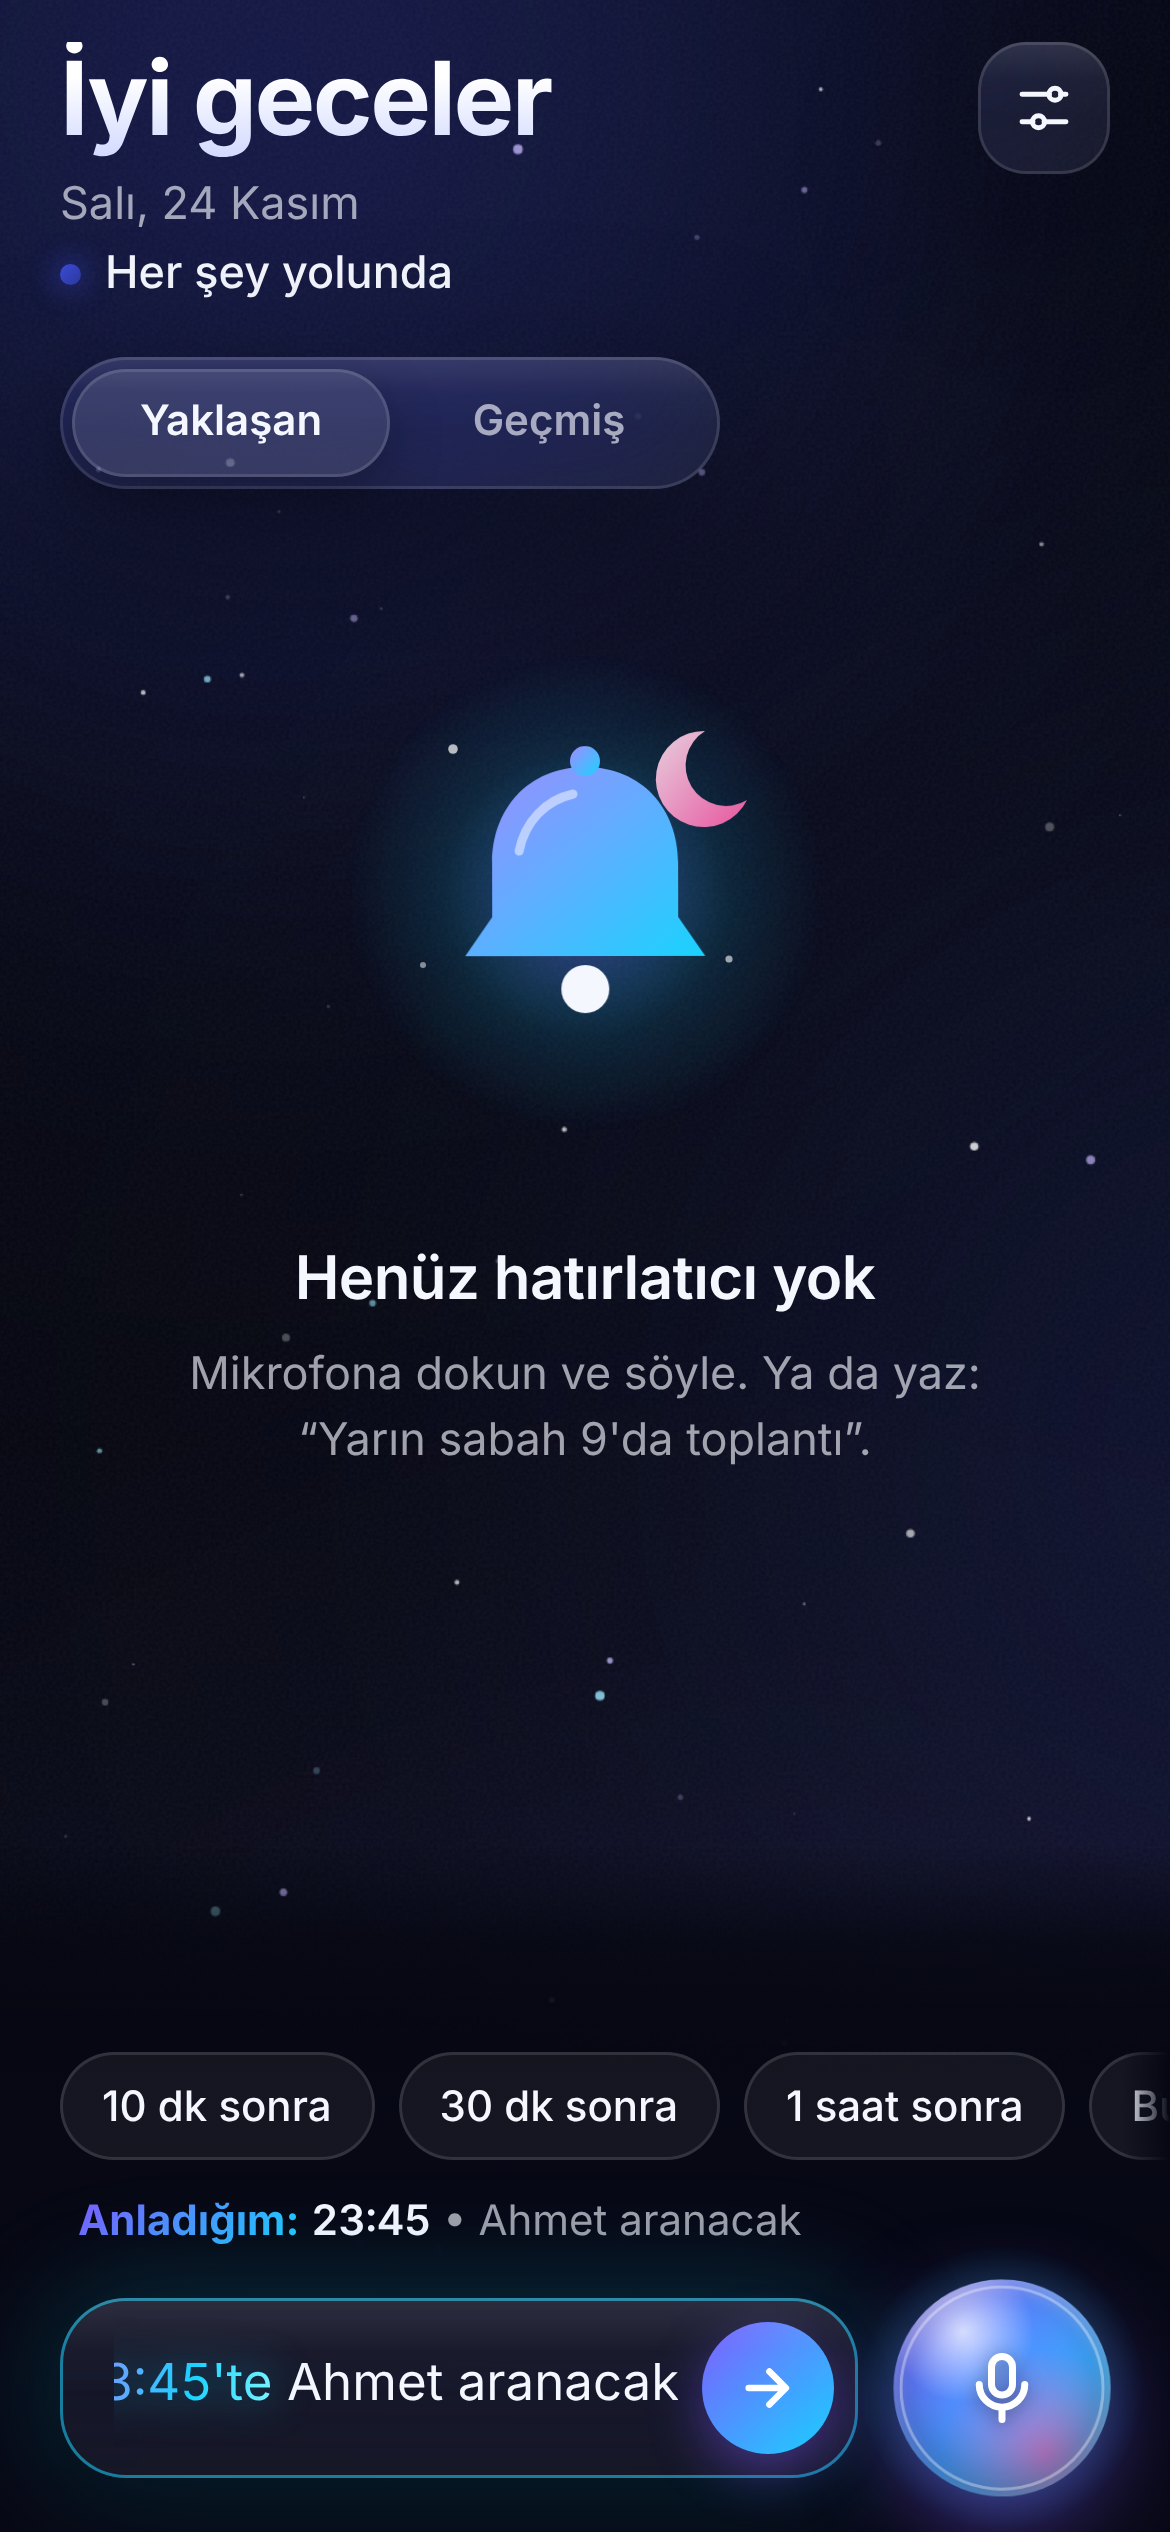 İyi geceler
Salı, 24 Kasım
Her şey yolunda
Yaklaşan
Geçmiş
Henüz hatırlatıcı yok
Mikrofona dokun ve söyle. Ya da yaz:
“Yarın sabah 9'da toplantı”.
10 dk sonra
30 dk sonra
1 saat sonra
Anladığım: 23:45 • Ahmet aranacak
3:45'te Ahmet aranacak